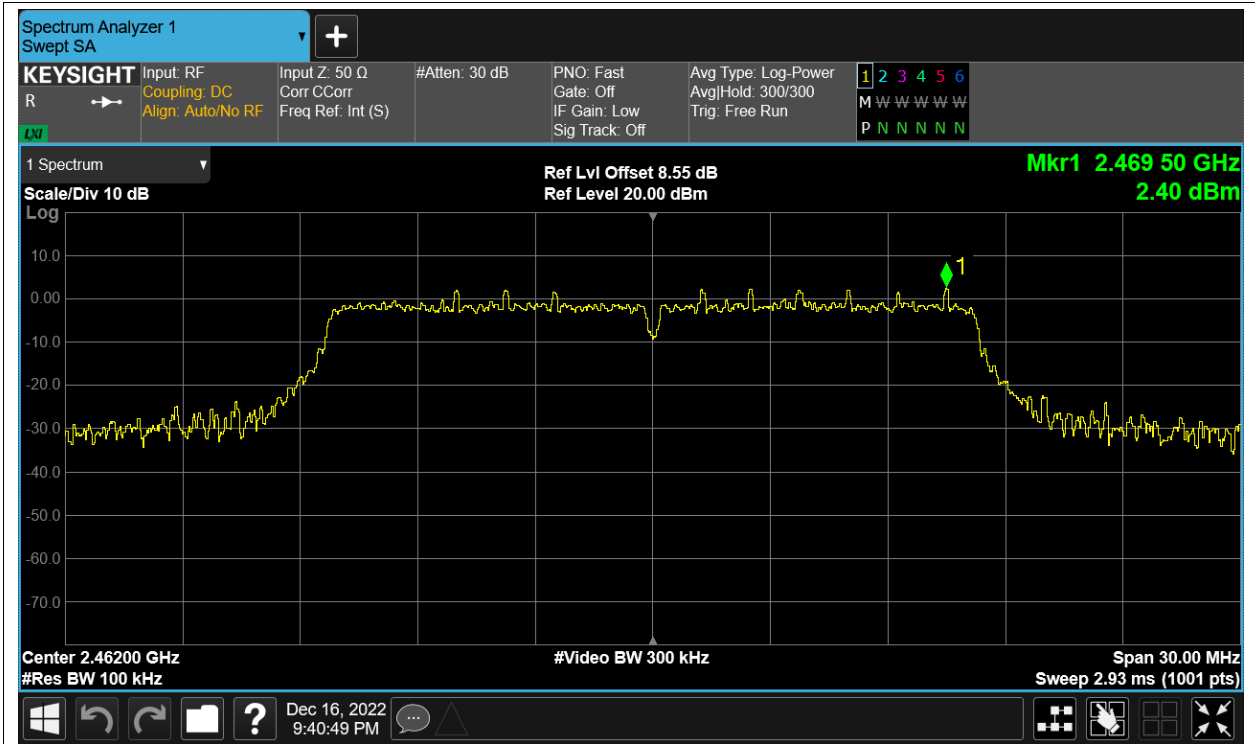 Spectrum Analyzer 1
Swept SA
KEYSIGHT
R
LXI
Input: RF
Coupling: DC
Align: Auto/No RF
Input Z: 50 Ω
Corr CCorr
Freq Ref: Int (S)
#Atten: 30 dB
PNO: Fast
Gate: Off
IF Gain: Low
Sig Track: Off
Avg Type: Log-Power
Avg|Hold: 300/300
Trig: Free Run
1 2 3 4 5 6
M W W W W W
P N N N N N
1 Spectrum
Scale/Div 10 dB
Log
Ref Lvl Offset 8.55 dB
Ref Level 20.00 dBm
Mkr1 2.469 50 GHz
2.40 dBm
10.0
0.00
-10.0
-20.0
-30.0
-40.0
-50.0
-60.0
-70.0
1
Center 2.46200 GHz
#Res BW 100 kHz
#Video BW 300 kHz
Span 30.00 MHz
Sweep 2.93 ms (1001 pts)
?
Dec 16, 2022
9:40:49 PM